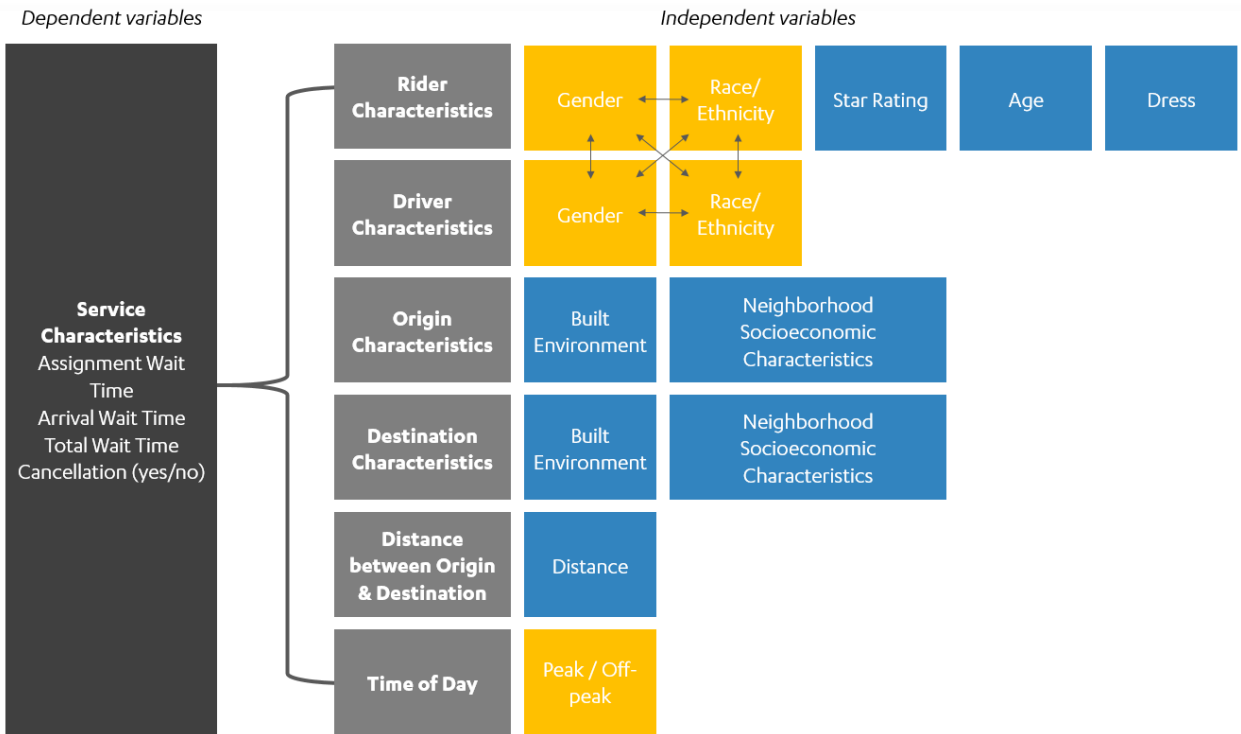 Dependent variables
Independent variables
Service
Characteristics
Assignment Wait
Time
Arrival Wait Time
Total Wait Time
Cancellation (yes/no)
Rider
Characteristics
Gender
Race/
Ethnicity
Star Rating
Age
Dress
Driver
Characteristics
Gender
Race/
Ethnicity
Origin
Characteristics
Built
Environment
Neighborhood
Socioeconomic
Characteristics
Destination
Characteristics
Built
Environment
Neighborhood
Socioeconomic
Characteristics
Distance
between Origin
& Destination
Distance
Time of Day
Peak / Off-
peak